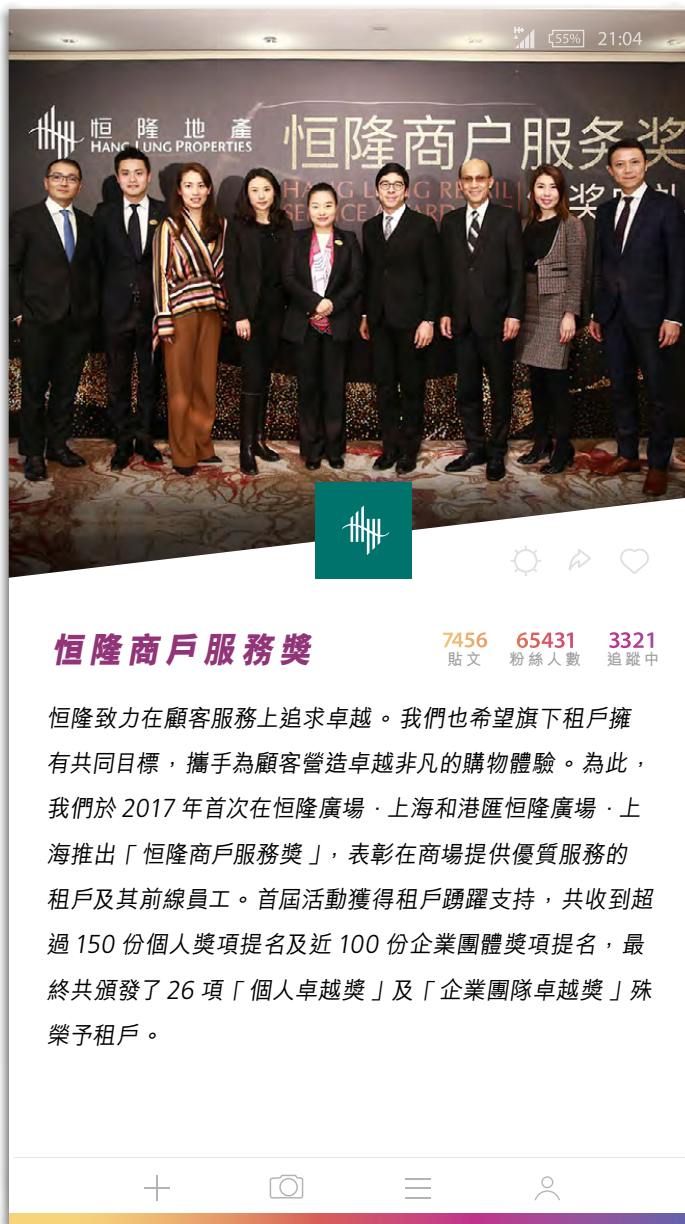 H+ 55% 21:04
恒隆地產
HANG LUNG PROPERTIES
恒隆商户服务奖
HANG LUNG RETAIL
SERVICE AWARD
恒隆商戶服務獎
7456 65431 3321
貼文 粉絲人數 追蹤中
恒隆致力在顧客服務上追求卓越。我們也希望旗下租戶擁
有共同目標，攜手為顧客營造卓越非凡的購物體驗。為此，
我們於 2017 年首次在恒隆廣場．上海和港匯恒隆廣場．上
海推出「恒隆商戶服務獎」，表彰在商場提供優質服務的
租戶及其前線員工。首屆活動獲得租戶踴躍支持，共收到超
過 150 份個人獎項提名及近 100 份企業團體獎項提名，最
終共頒發了 26 項「個人卓越獎」及「企業團隊卓越獎」殊
榮予租戶。